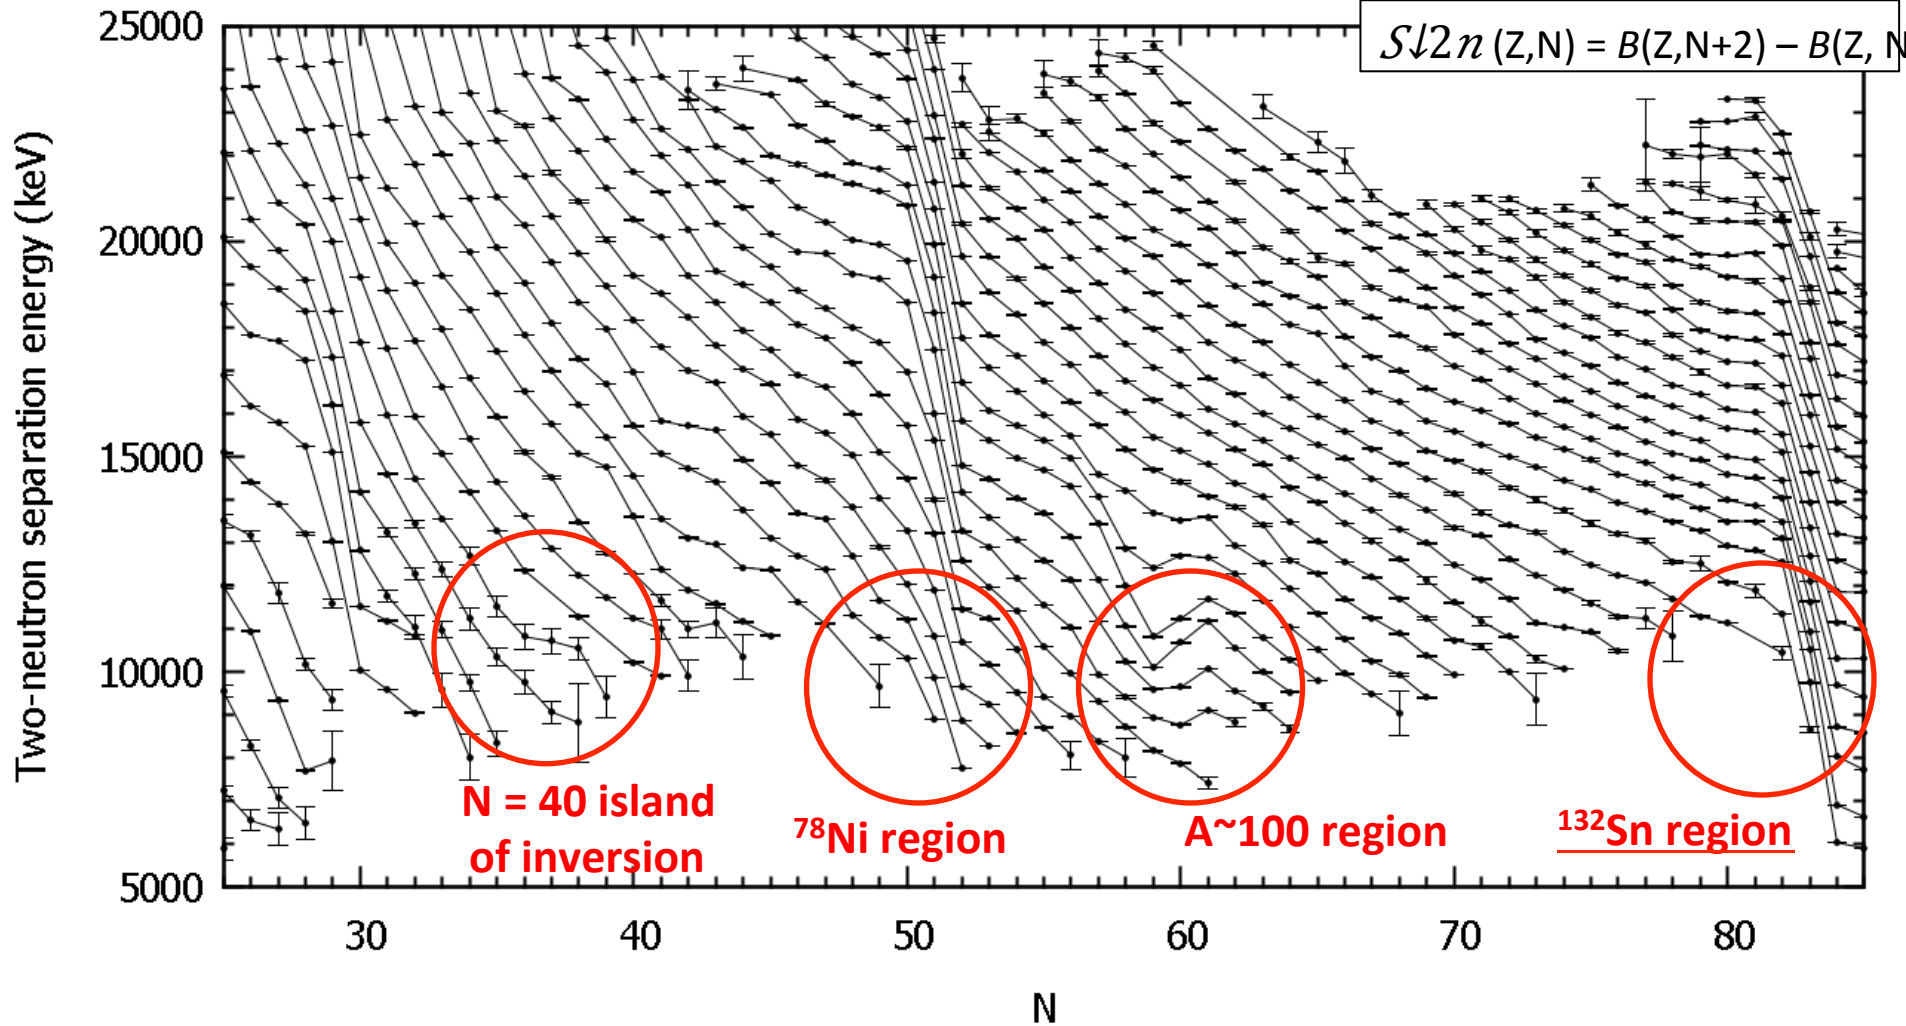 25000
S↓2n (Z,N) = B(Z,N+2) – B(Z, N
20000
15000
10000
5000
Two-neutron separation energy (keV)
N = 40 island
of inversion
⁷⁸Ni region
A~100 region
¹³²Sn region
30 40 50 60 70 80
N